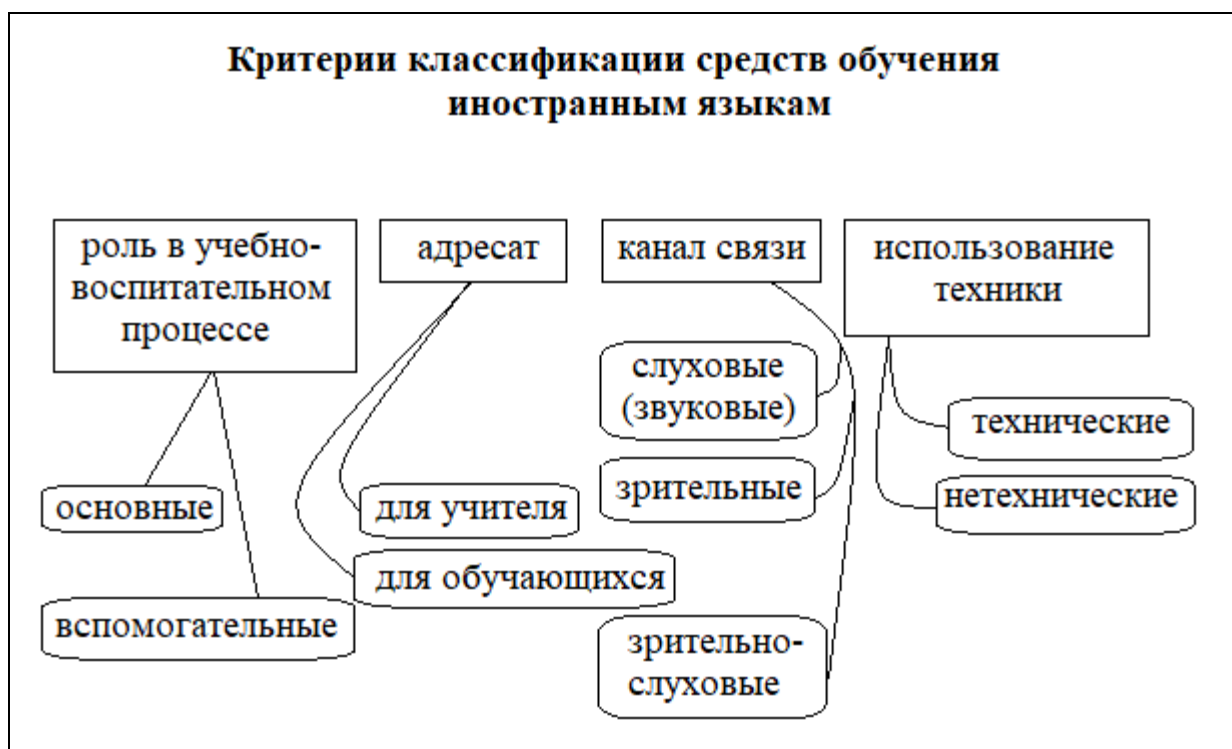 Критерии классификации средств обучения
иностранным языкам
роль в учебно-
воспитательном
процессе
адресат
канал связи
использование
техники
основные
вспомогательные
для учителя
для обучающихся
слуховые
(звуковые)
зрительные
зрительно-
слуховые
технические
нетехнические